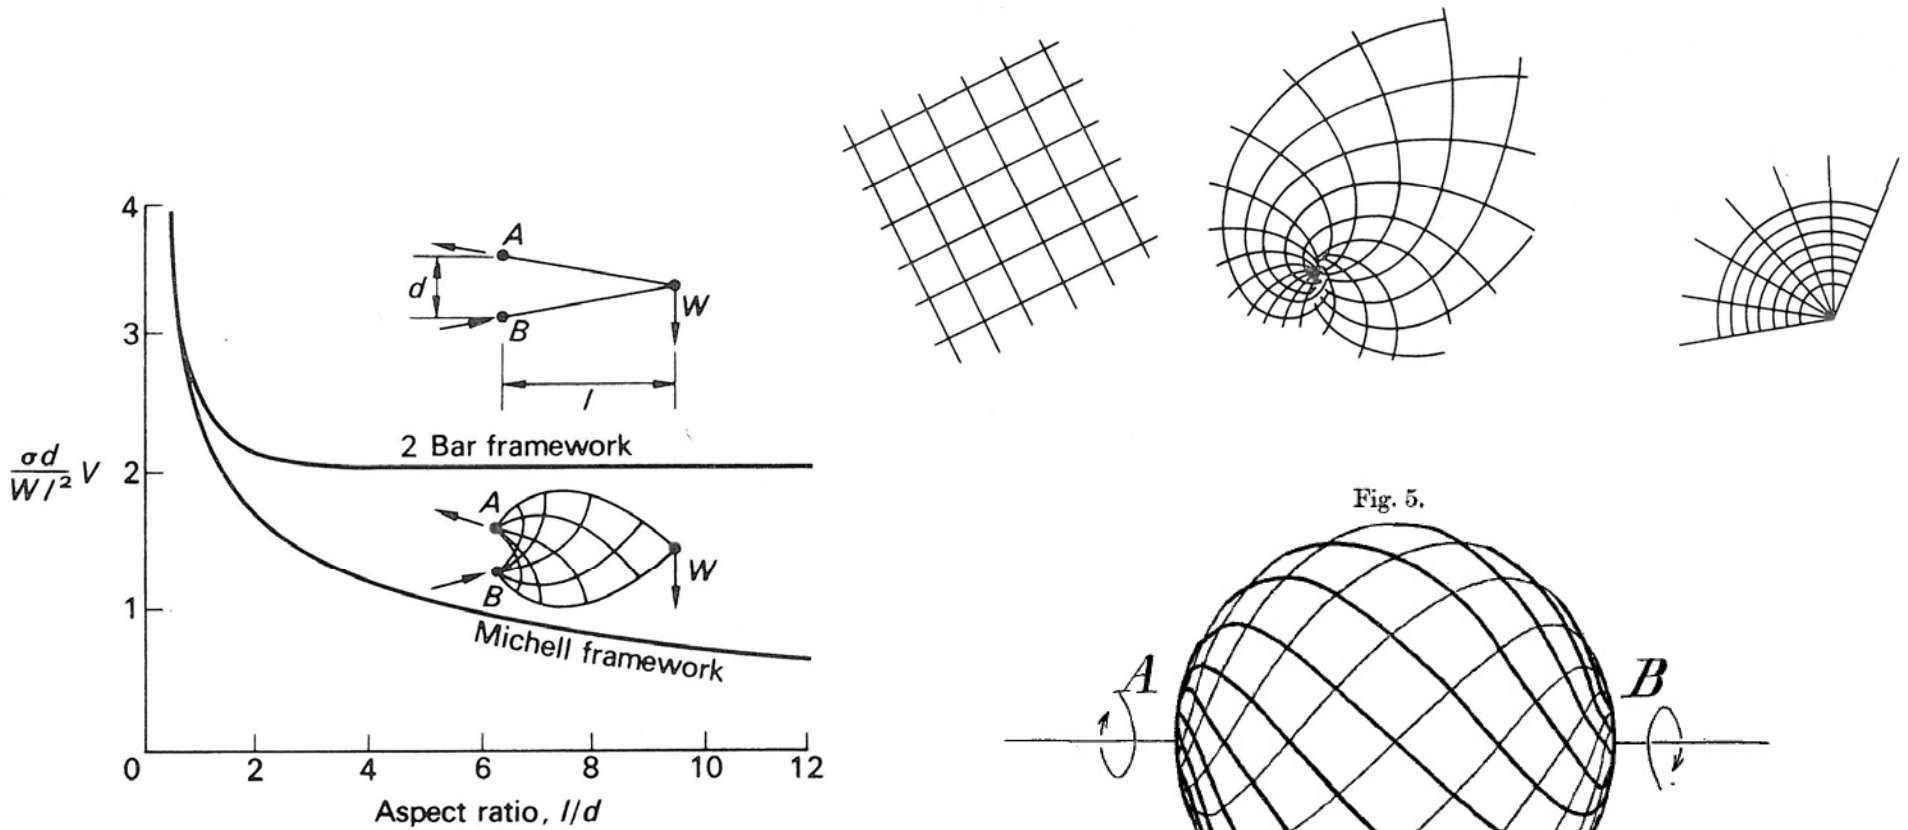 4
3
2
1
0
2
4
6
8
10
12
σd
Wl² V
Aspect ratio, l/d
A
d
B
W
l
2 Bar framework
A
B
W
Michell framework
Fig. 5.
A
B